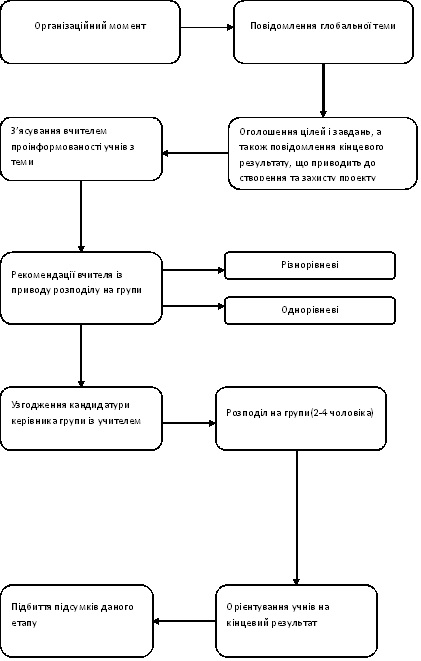 Організаційний момент
Повідомлення глобальної теми
Оголошення цілей і завдань, а
також повідомлення кінцевого
результату, що приводить до
створення та захисту проекту
З'ясування вчителем
проінформованості учнів з
теми
Рекомендації вчителя із
приводу розподілу на групи
Різнорівневі
Однорівневі
Узгодження кандидатури
керівника групи із учителем
Розподіл на групи(2-4 чоловіка)
Орієнтування учнів на
кінцевий результат
Підбиття підсумків даного
етапу